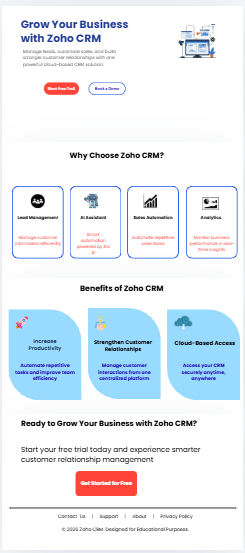 Grow Your Business
with Zoho CRM
Manage leads, automate sales, and build
stronger customer relationships with one
powerful cloud-based CRM solution.
Start Free Trail
Book a Demo
Why Choose Zoho CRM?
Lead Management
Manage customer
information efficiently
AI Assistant
Smart
automation
powered by Zia
AI
Sales Automation
Automate repetitive
sales tasks
Analytics
Monitor business
performance in real-
time insights
Benefits of Zoho CRM
Increase
Productivity
Automate repetitive
tasks and improve team
efficiency
Strengthen Customer
Relationships
Manage customer
interactions from one
centralized platform
Cloud-Based Access
Access your CRM
securely anytime,
anywhere
Ready to Grow Your Business with Zoho CRM?
Start your free trial today and experience smarter
customer relationship management
Get Started for Free
Contact Us | Support | About | Privacy Policy
© 2026 Zoho CRM. Designed for Educational Purposes.